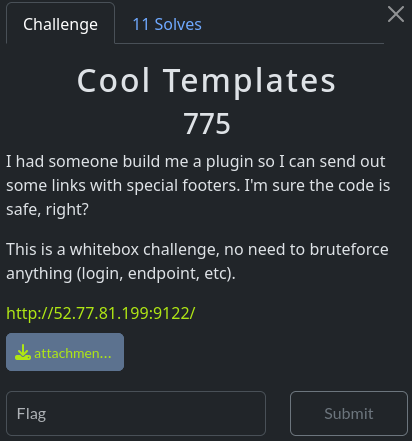 Challenge
11 Solves
Cool Templates
775
I had someone build me a plugin so I can send out
some links with special footers. I'm sure the code is
safe, right?
This is a whitebox challenge, no need to bruteforce
anything (login, endpoint, etc).
http://52.77.81.199:9122/
attachmen...
Flag
Submit